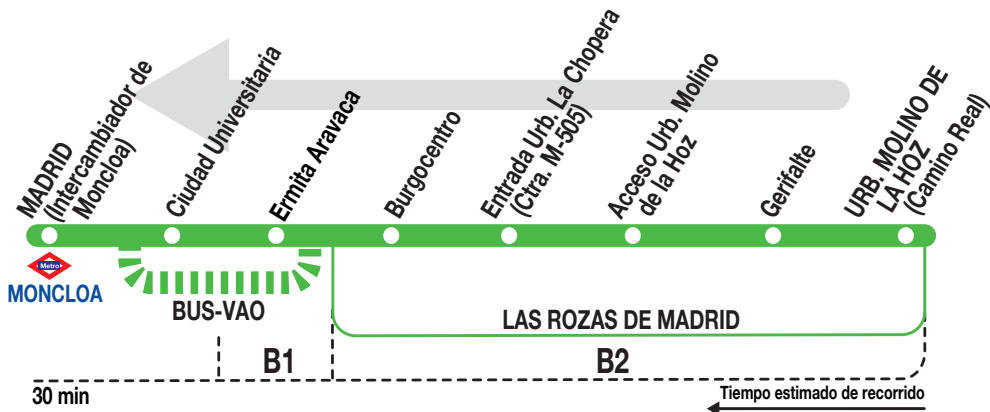 MADRID
(Intercambiador de
Moncloa)
Ciudad Universitaria
Ermita Aravaca
Burgocentro
Entrada Urb. La Chopera
(Ctra. M-505)
Acceso Urb. Molino
de la Hoz
Gerifalte
URB. MOLINO DE
LA HOZ
(Camino Real)
Metro
MONCLOA
BUS-VAO
LAS ROZAS DE MADRID
B1
B2
30 min
Tiempo estimado de recorrido